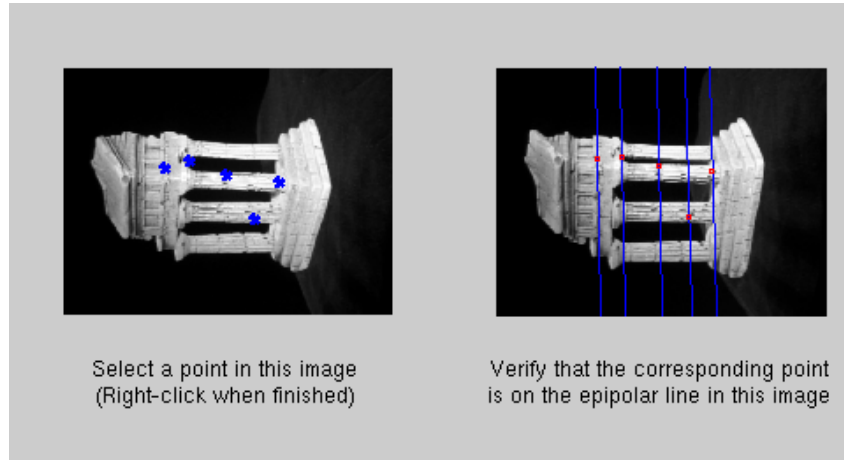 Select a point in this image
(Right-click when finished)
Verify that the corresponding point
is on the epipolar line in this image